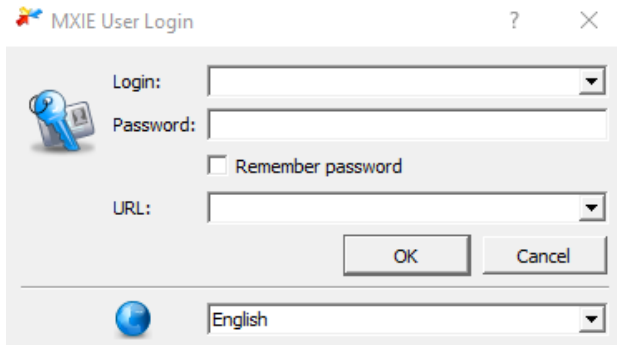 MXIE User Login ?
Login:
Password:
Remember password
URL:
OK Cancel
English